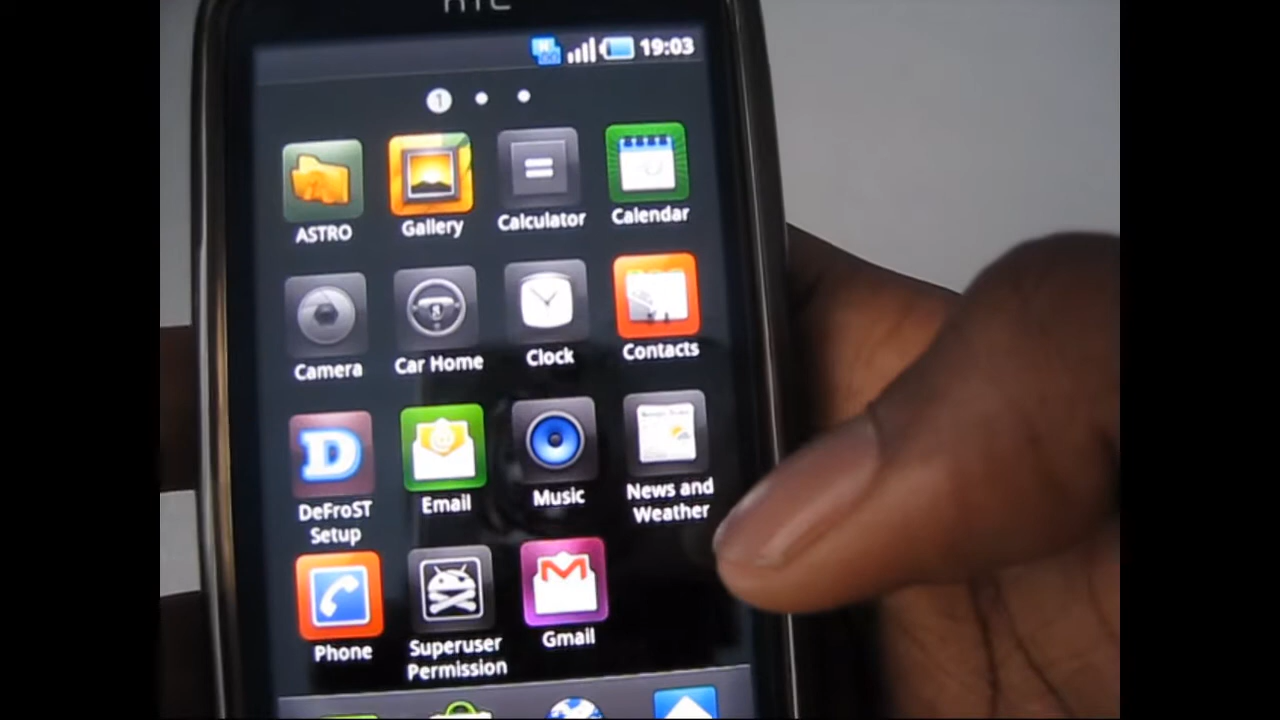 HTC
19:03
1
ASTRO
Gallery
Calculator
Calendar
Camera
Car Home
Clock
Contacts
D
DeFroST
Setup
Email
Music
News and
Weather
Phone
Superuser
Permission
Gmail